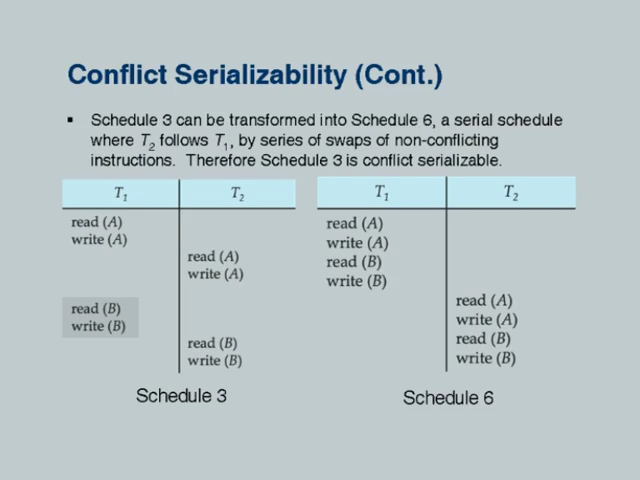 Conflict Serializability (Cont.)
▪ Schedule 3 can be transformed into Schedule 6, a serial schedule
where T2 follows T1, by series of swaps of non-conflicting
instructions. Therefore Schedule 3 is conflict serializable.
T1 T2
read (A)
write (A)
read (A)
write (A)
read (B)
write (B)
read (B)
write (B)
Schedule 3
T1 T2
read (A)
write (A)
read (B)
write (B)
read (A)
write (A)
read (B)
write (B)
Schedule 6